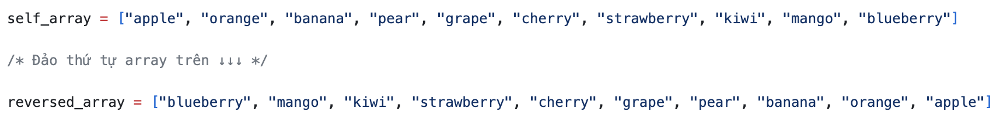 self_array = ["apple", "orange", "banana", "pear", "grape", "cherry", "strawberry", "kiwi", "mango", "blueberry"]
/* Đảo thứ tự array trên ↓↓↓ */
reversed_array = ["blueberry", "mango", "kiwi", "strawberry", "cherry", "grape", "pear", "banana", "orange", "apple"]